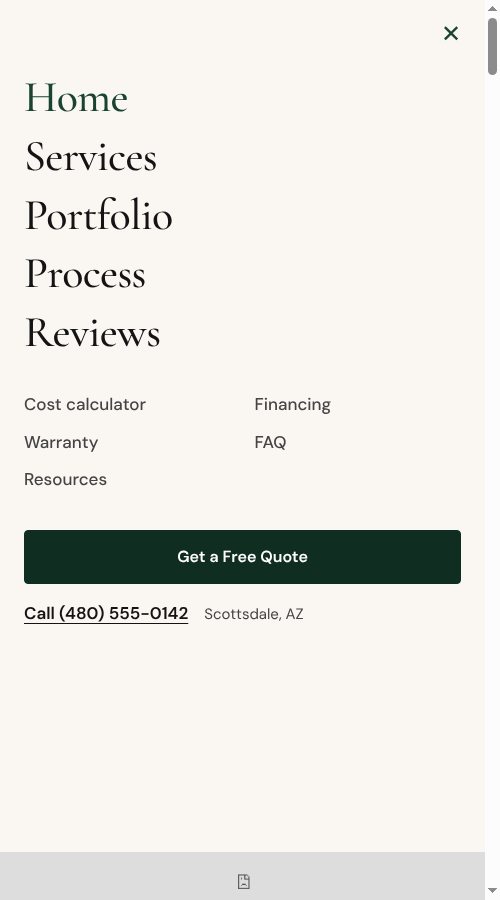 Home
Services
Portfolio
Process
Reviews
Cost calculator
Financing
Warranty
FAQ
Resources
Get a Free Quote
Call (480) 555-0142
Scottsdale, AZ